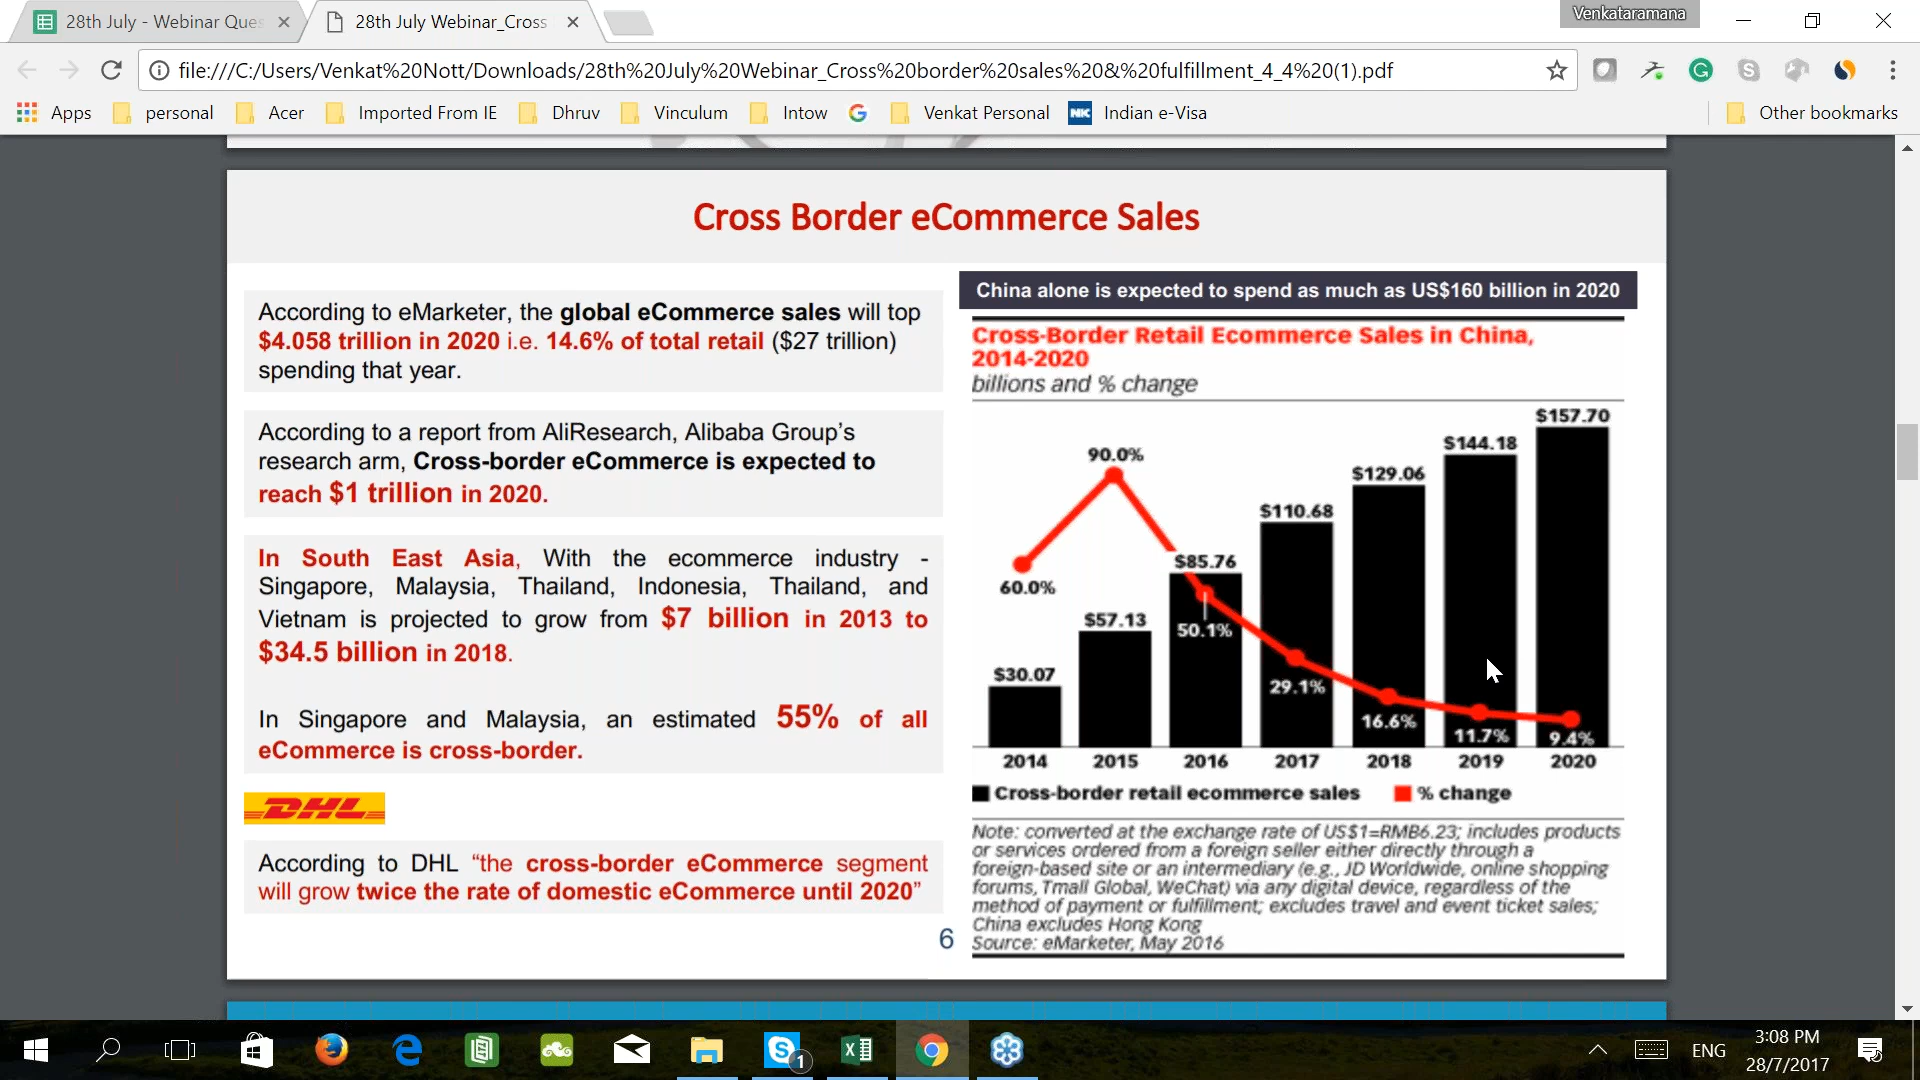 28th July - Webinar Ques
28th July Webinar_Cross
Venkataramana
file:///C:/Users/Venkat%20Nott/Downloads/28th%20July%20Webinar_Cross%20border%20sales%20&%20fulfillment_4_4%20(1).pdf
Apps personal Acer Imported From IE Dhruv Vinculum Intow Venkat Personal NIC Indian e-Visa Other bookmarks
Cross Border eCommerce Sales
According to eMarketer, the global eCommerce sales will top
$4.058 trillion in 2020 i.e. 14.6% of total retail ($27 trillion)
spending that year.
According to a report from AliResearch, Alibaba Group’s
research arm, Cross-border eCommerce is expected to
reach $1 trillion in 2020.
In South East Asia, With the ecommerce industry -
Singapore, Malaysia, Thailand, Indonesia, Thailand, and
Vietnam is projected to grow from $7 billion in 2013 to
$34.5 billion in 2018.
In Singapore and Malaysia, an estimated 55% of all
eCommerce is cross-border.
DHL
According to DHL “the cross-border eCommerce segment
will grow twice the rate of domestic eCommerce until 2020”
6
China alone is expected to spend as much as US$160 billion in 2020
Cross-Border Retail Ecommerce Sales in China,
2014-2020
billions and % change
$157.70
$144.18
90.0%
$129.06
$110.68
$85.76
60.0%
$57.13
50.1%
$30.07
29.1%
16.6%
11.7%
9.4%
2014 2015 2016 2017 2018 2019 2020
Cross-border retail ecommerce sales % change
Note: converted at the exchange rate of US$1=RMB6.23; includes products
or services ordered from a foreign seller either directly through a
foreign-based site or an intermediary (e.g., JD Worldwide, online shopping
forums, Tmall Global, WeChat) via any digital device, regardless of the
method of payment or fulfillment; excludes travel and event ticket sales;
China excludes Hong Kong
Source: eMarketer, May 2016
1
ENG
3:08 PM
28/7/2017